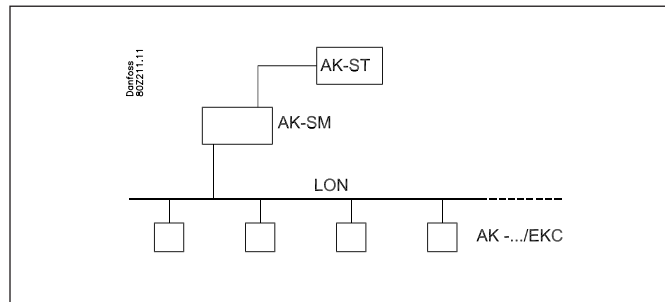 Danfoss
80Z211.11
AK-ST
AK-SM
LON
AK -.../EKC